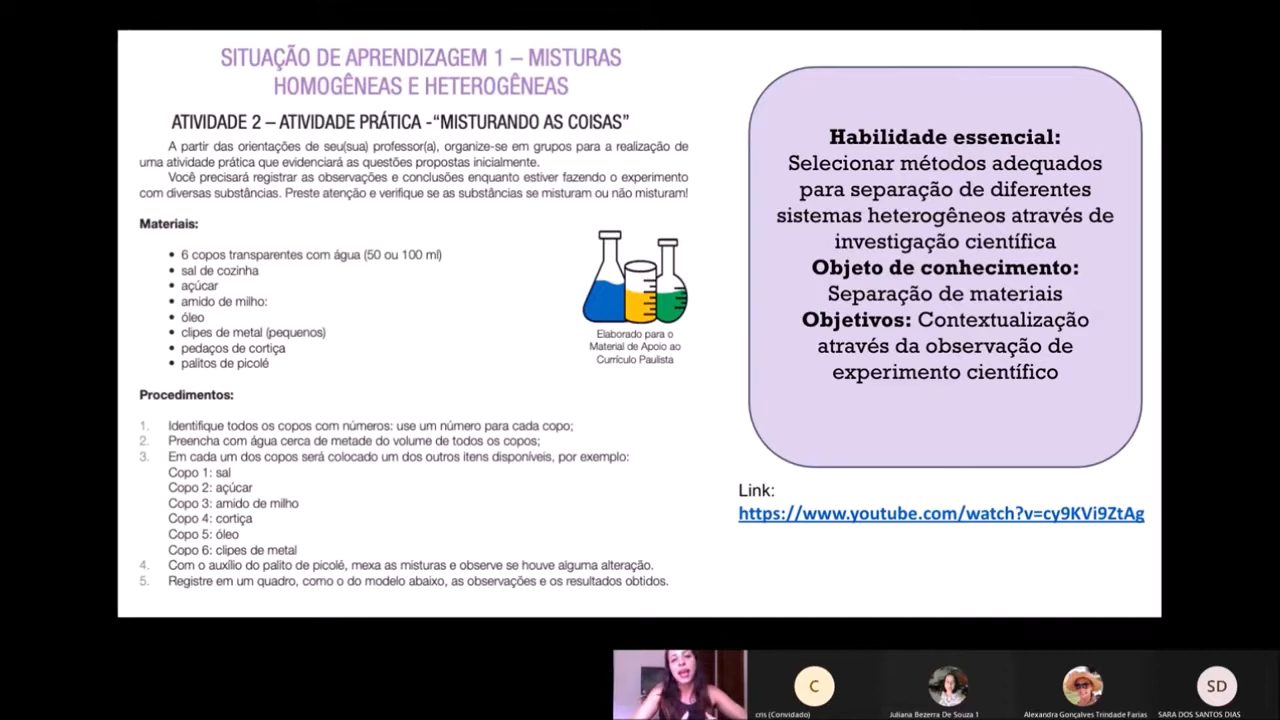 SITUAÇÃO DE APRENDIZAGEM 1 – MISTURAS
HOMOGÊNEAS E HETEROGÊNEAS
ATIVIDADE 2 – ATIVIDADE PRÁTICA -“MISTURANDO AS COISAS”
A partir das orientações de seu(sua) professor(a), organize-se em grupos para a realização de
uma atividade prática que evidenciará as questões propostas inicialmente.
Você precisará registrar as observações e conclusões enquanto estiver fazendo o experimento
com diversas substâncias. Preste atenção e verifique se as substâncias se misturam ou não misturam!
Materiais:
• 6 copos transparentes com água (50 ou 100 ml)
• sal de cozinha
• açúcar
• amido de milho:
• óleo
• clipes de metal (pequenos)
• pedaços de cortiça
• palitos de picolé
Elaborado para o
Material de Apoio ao
Currículo Paulista
Procedimentos:
1. Identifique todos os copos com números: use um número para cada copo;
2. Preencha com água cerca de metade do volume de todos os copos;
3. Em cada um dos copos será colocado um dos outros itens disponíveis, por exemplo:
Copo 1: sal
Copo 2: açúcar
Copo 3: amido de milho
Copo 4: cortiça
Copo 5: óleo
Copo 6: clipes de metal
4. Com o auxílio do palito de picolé, mexa as misturas e observe se houve alguma alteração.
5. Registre em um quadro, como o do modelo abaixo, as observações e os resultados obtidos.
Habilidade essencial:
Selecionar métodos adequados
para separação de diferentes
sistemas heterogêneos através de
investigação científica
Objeto de conhecimento:
Separação de materiais
Objetivos: Contextualização
através da observação de
experimento científico
Link:
https://www.youtube.com/watch?v=cy9KVi9ZtAg
C
SD
cris (Convidado)
Juliana Bezerra De Souza 1
Alexandra Gonçalves Trindade Farias
SARA DOS SANTOS DIAS